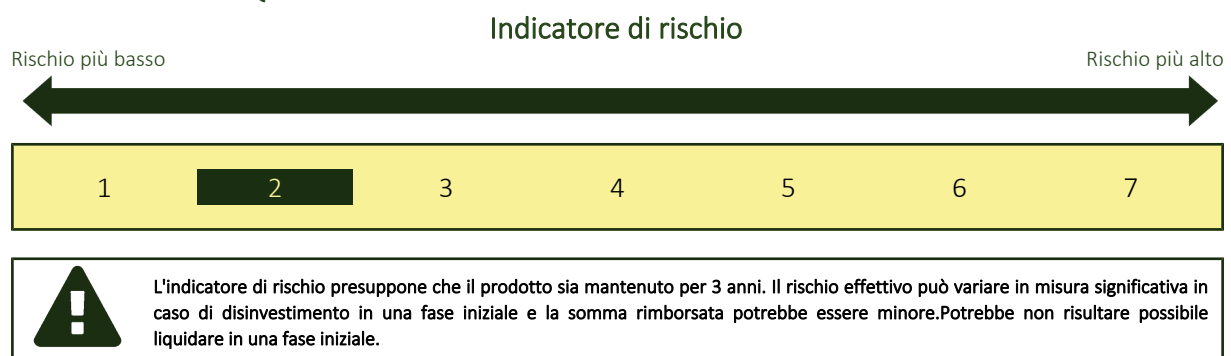 Indicatore di rischio
Rischio più basso
Rischio più alto
1 2 3 4 5 6 7
L'indicatore di rischio presuppone che il prodotto sia mantenuto per 3 anni. Il rischio effettivo può variare in misura significativa in
caso di disinvestimento in una fase iniziale e la somma rimborsata potrebbe essere minore.Potrebbe non risultare possibile
liquidare in una fase iniziale.